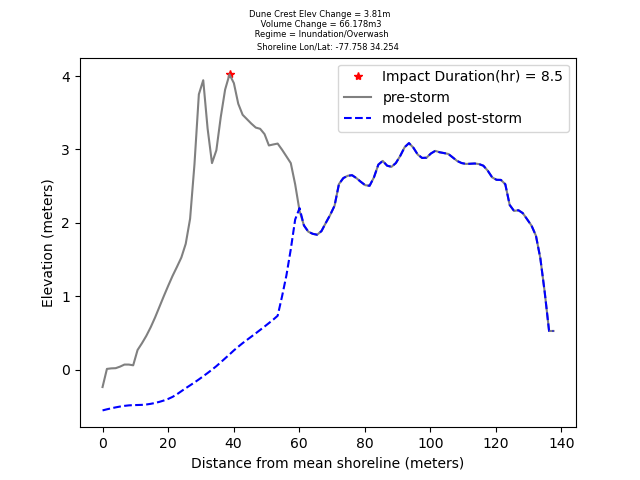 Dune Crest Elev Change = 3.81m
Volume Change = 66.178m3
Regime = Inundation/Overwash
Shoreline Lon/Lat: -77.758 34.254
Impact Duration(hr) = 8.5
pre-storm
modeled post-storm
Elevation (meters)
4
3
2
1
0
0 20 40 60 80 100 120 140
Distance from mean shoreline (meters)